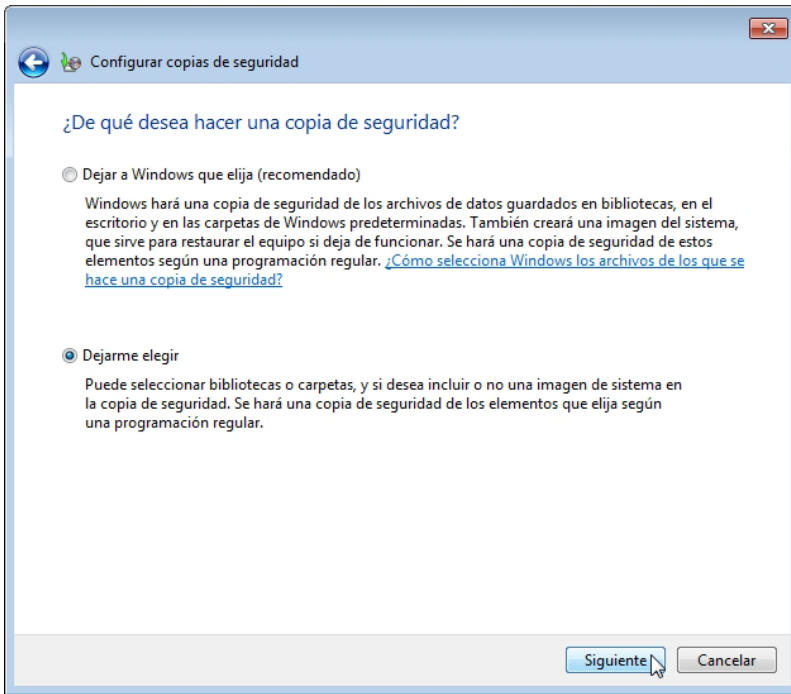 Configurar copias de seguridad
¿De qué desea hacer una copia de seguridad?
Dejar a Windows que elija (recomendado)
Windows hará una copia de seguridad de los archivos de datos guardados en bibliotecas, en el
escritorio y en las carpetas de Windows predeterminadas. También creará una imagen del sistema,
que sirve para restaurar el equipo si deja de funcionar. Se hará una copia de seguridad de estos
elementos según una programación regular. ¿Cómo selecciona Windows los archivos de los que se
hace una copia de seguridad?
Dejarme elegir
Puede seleccionar bibliotecas o carpetas, y si desea incluir o no una imagen de sistema en
la copia de seguridad. Se hará una copia de seguridad de los elementos que elija según
una programación regular.
Siguiente Cancelar